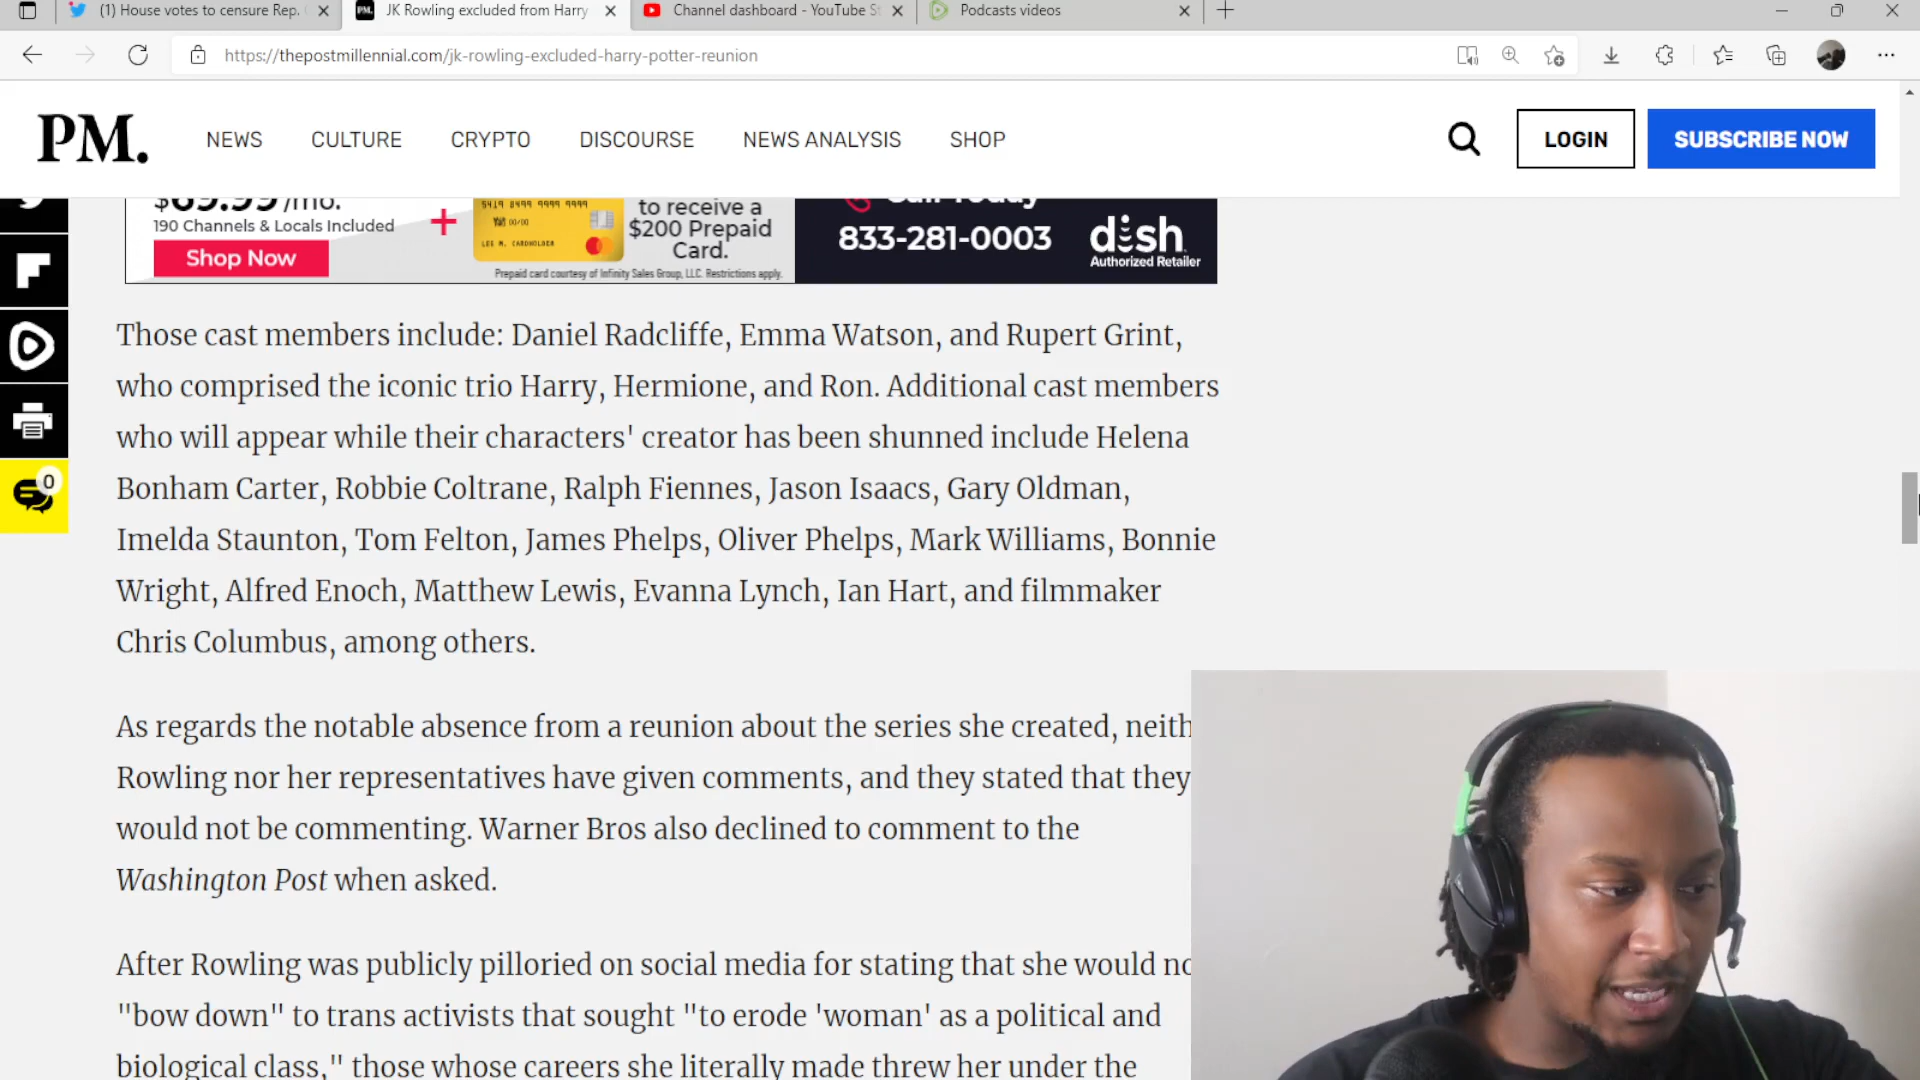 (1) House votes to censure Rep.
JK Rowling excluded from Harry
Channel dashboard - YouTube St
Podcasts videos
https://thepostmillennial.com/jk-rowling-excluded-harry-potter-reunion
PM.
NEWS
CULTURE
CRYPTO
DISCOURSE
NEWS ANALYSIS
SHOP
LOGIN
SUBSCRIBE NOW
$69.99/mo.
190 Channels & Locals Included
Shop Now
+
5419 0499 9999 9999
LEE M. CARDHOLDER
to receive a
$200 Prepaid
Card.
Prepaid card courtesy of Infinity Sales Group, LLC. Restrictions apply.
Call Today
833-281-0003
dish
Authorized Retailer
0
Those cast members include: Daniel Radcliffe, Emma Watson, and Rupert Grint,
who comprised the iconic trio Harry, Hermione, and Ron. Additional cast members
who will appear while their characters' creator has been shunned include Helena
Bonham Carter, Robbie Coltrane, Ralph Fiennes, Jason Isaacs, Gary Oldman,
Imelda Staunton, Tom Felton, James Phelps, Oliver Phelps, Mark Williams, Bonnie
Wright, Alfred Enoch, Matthew Lewis, Evanna Lynch, Ian Hart, and filmmaker
Chris Columbus, among others.
As regards the notable absence from a reunion about the series she created, neith
Rowling nor her representatives have given comments, and they stated that they
would not be commenting. Warner Bros also declined to comment to the
Washington Post when asked.
After Rowling was publicly pilloried on social media for stating that she would no
"bow down" to trans activists that sought "to erode 'woman' as a political and
biological class," those whose careers she literally made threw her under the